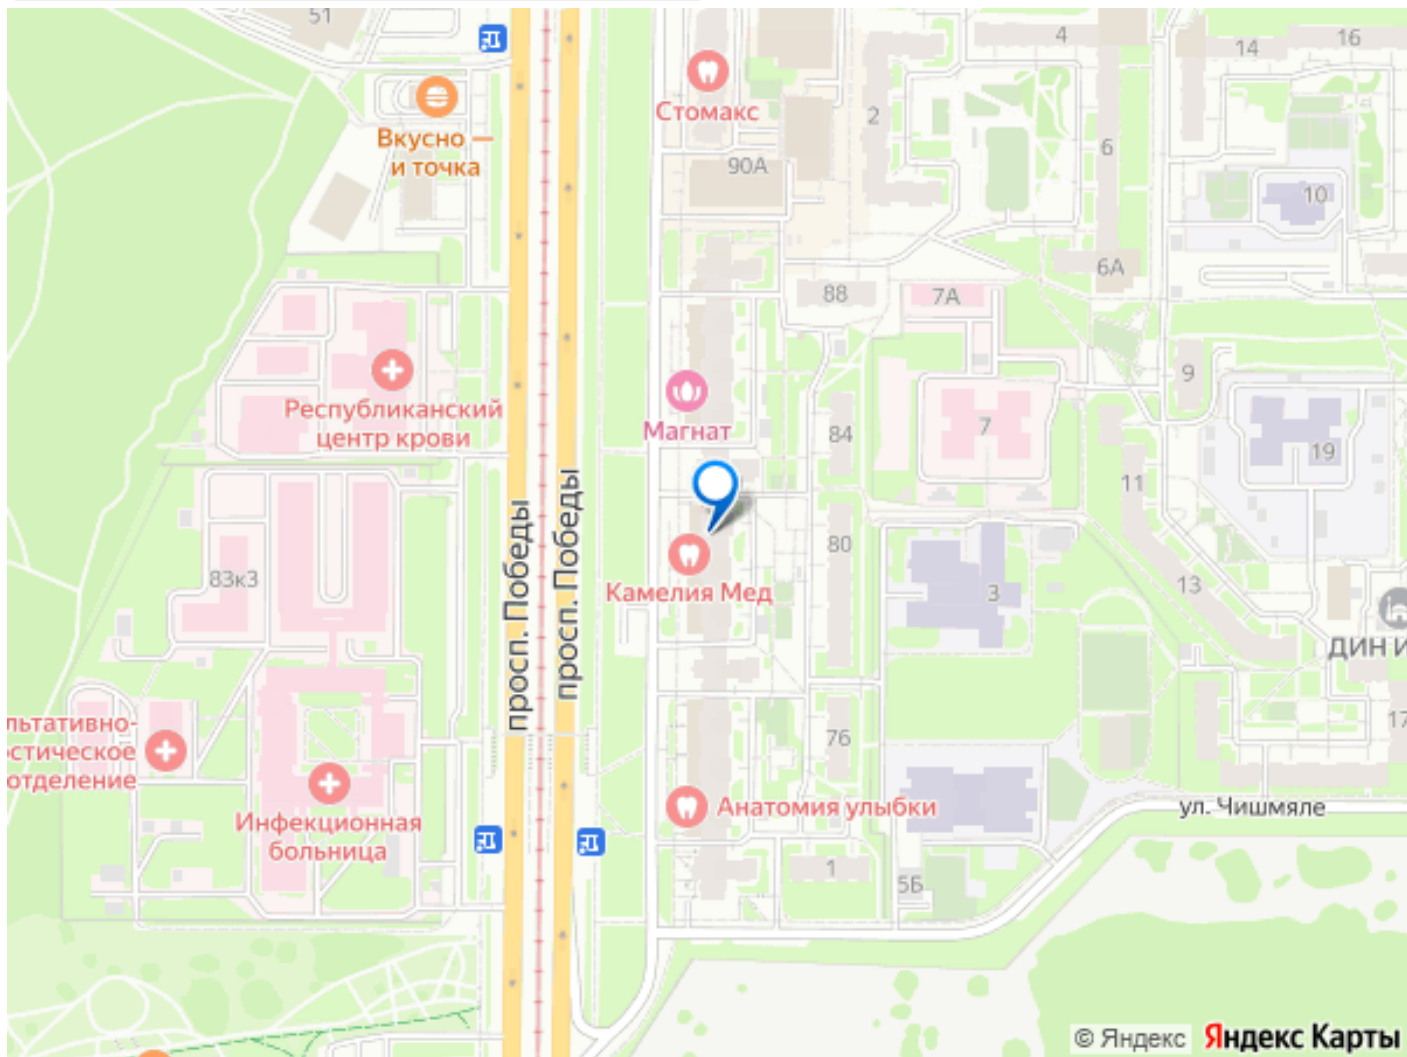 51
4
14
16
Стомакс
Вкусно —
и точка
2
90А
6
10
6А
88
7А
Республиканский
центр крови
Магнат
84
7
9
19
11
просп. Победы
просп. Победы
80
83к3
Камелия Мед
3
13
ДИН И
льтативно-
остическое
отделение
76
17
Инфекционная
больница
Анатомия улыбки
ул. Чишмяле
1
5Б
© Яндекс Яндекс Карты